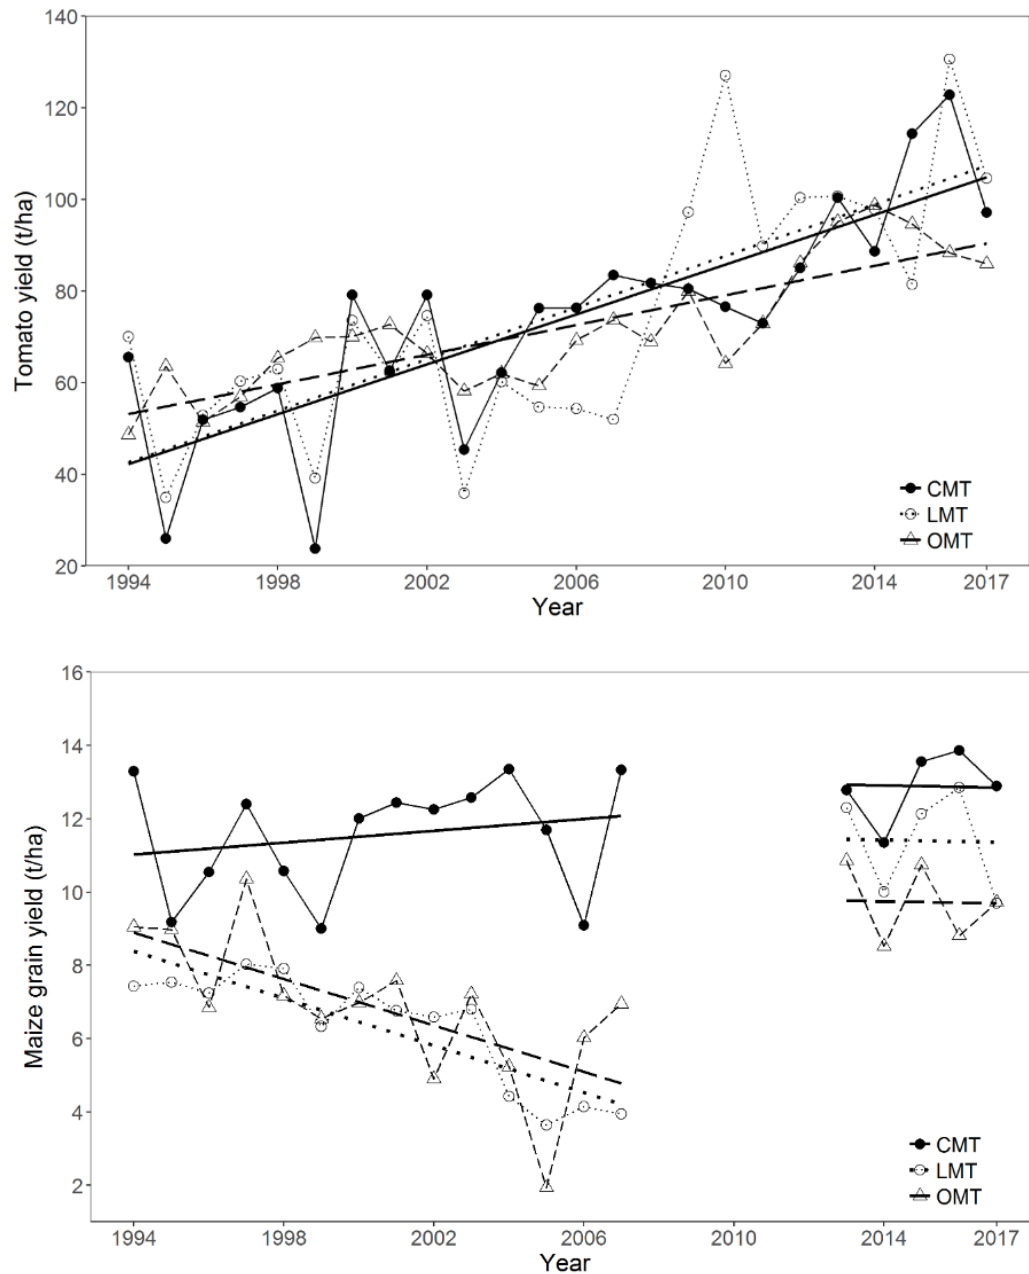 140
120
100
80
60
40
20
Tomato yield (t/ha)
CMT
LMT
OMT
1994 1998 2002 2006 2010 2014 2017
Year
16
14
12
10
8
6
4
2
Maize grain yield (t/ha)
CMT
LMT
OMT
1994 1998 2002 2006 2010 2014 2017
Year